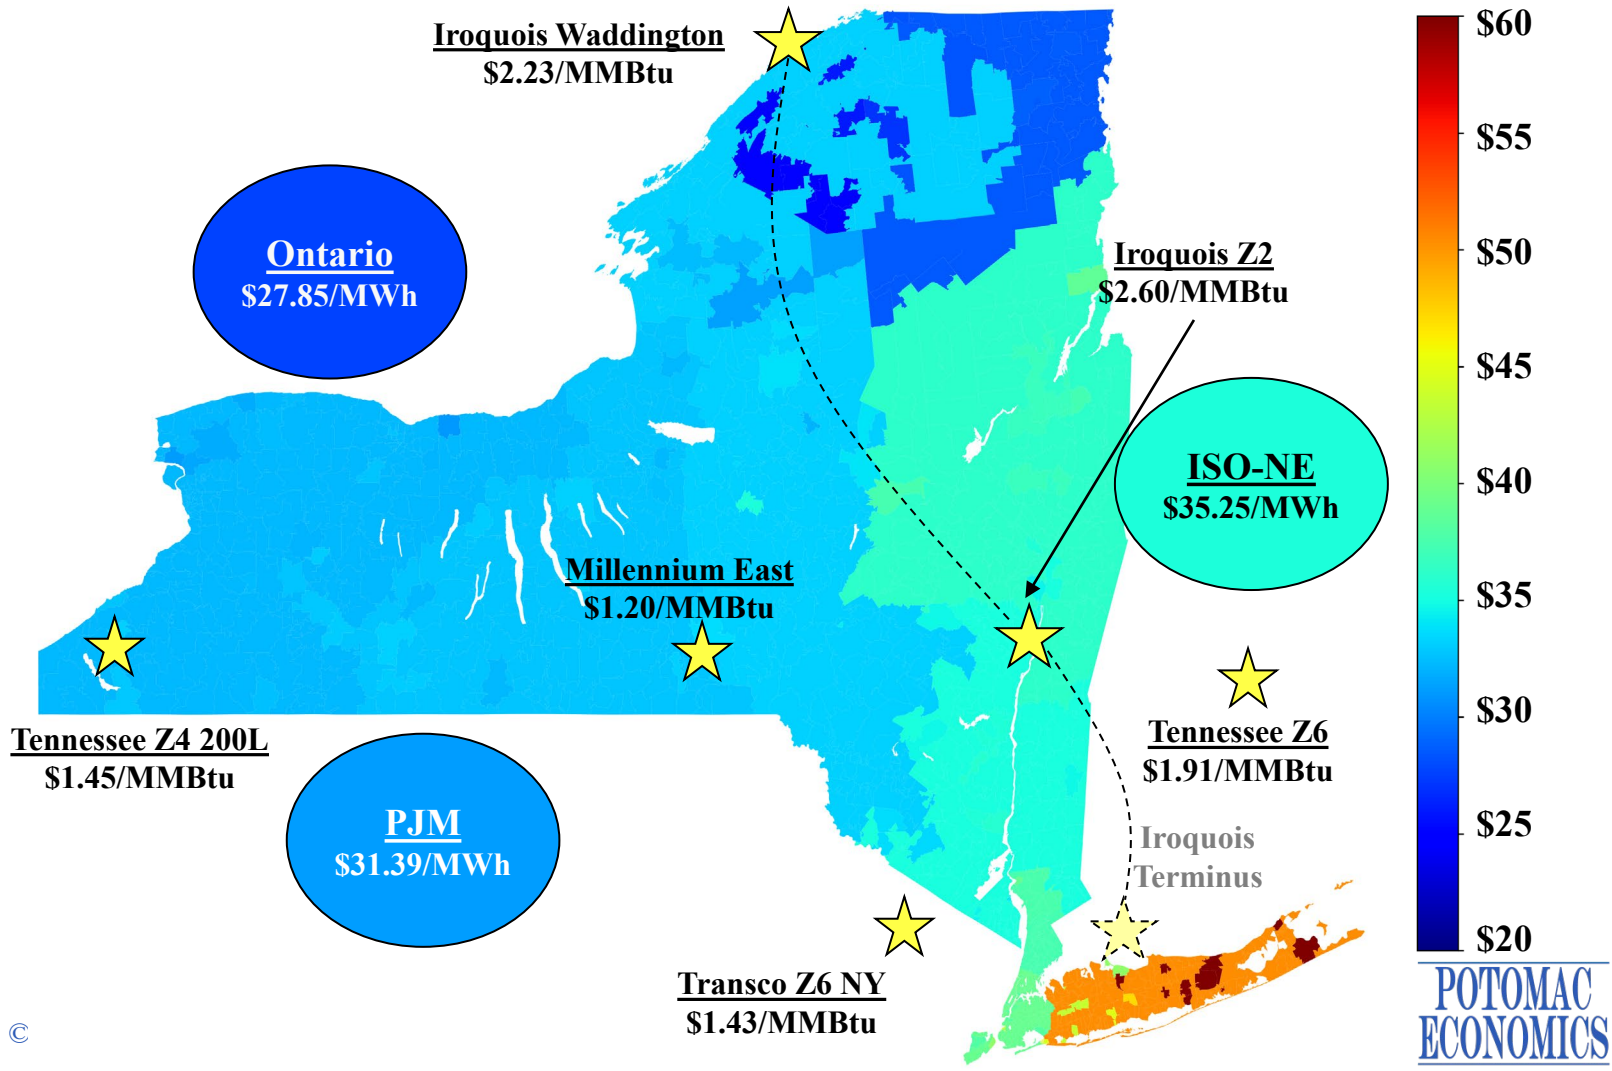 Iroquois Waddington
$2.23/MMBtu
Ontario
$27.85/MWh
Iroquois Z2
$2.60/MMBtu
ISO-NE
$35.25/MWh
Millennium East
$1.20/MMBtu
Tennessee Z4 200L
$1.45/MMBtu
PJM
$31.39/MWh
Tennessee Z6
$1.91/MMBtu
Iroquois
Terminus
Transco Z6 NY
$1.43/MMBtu
$60
$55
$50
$45
$40
$35
$30
$25
$20
©
POTOMAC
ECONOMICS